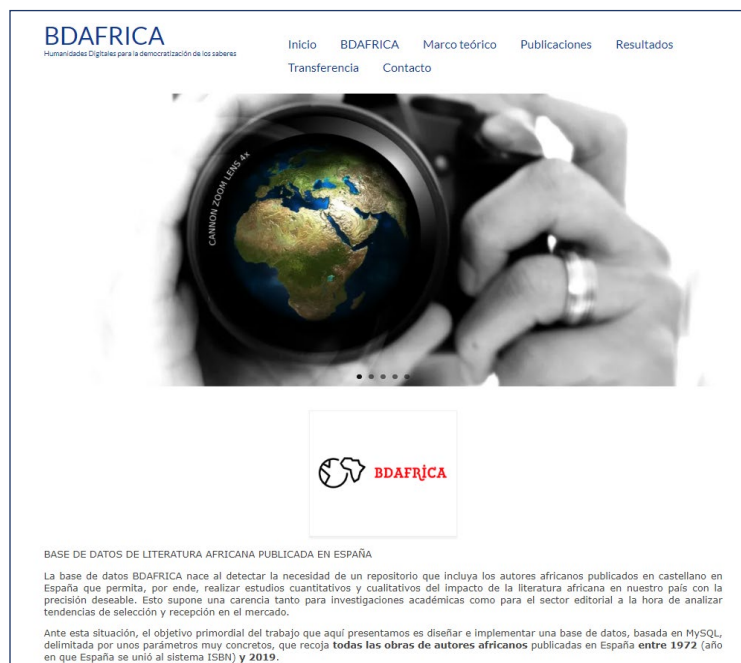 BDAFRICA
Humanidades Digitales para la democratización de los saberes
Inicio BDAFRICA Marco teórico Publicaciones Resultados
Transferencia Contacto
CANNON ZOOM LENS 4x
BDAFRICA
BASE DE DATOS DE LITERATURA AFRICANA PUBLICADA EN ESPAÑA
La base de datos BDAFRICA nace al detectar la necesidad de un repositorio que incluya los autores africanos publicados en castellano en
España que permita, por ende, realizar estudios cuantitativos y cualitativos del impacto de la literatura africana en nuestro país con la
precisión deseable. Esto supone una carencia tanto para investigaciones académicas como para el sector editorial a la hora de analizar
tendencias de selección y recepción en el mercado.
Ante esta situación, el objetivo primordial del trabajo que aquí presentamos es diseñar e implementar una base de datos, basada en MySQL,
delimitada por unos parámetros muy concretos, que recoja todas las obras de autores africanos publicadas en España entre 1972 (año
en que España se unió al sistema ISBN) y 2019.